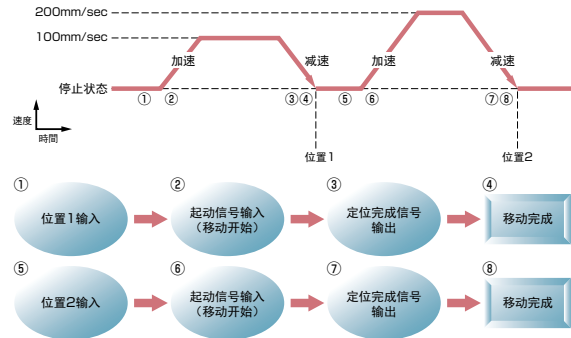 200mm/sec
100mm/sec
加速
减速
加速
减速
停止状态
① ② ③④ ⑤ ⑥ ⑦⑧
速度
時間
位置1
位置2
① ② ③ ④
位置1输入
起动信号输入
（移动开始）
定位完成信号
输出
移动完成
⑤ ⑥ ⑦ ⑧
位置2输入
起动信号输入
（移动开始）
定位完成信号
输出
移动完成